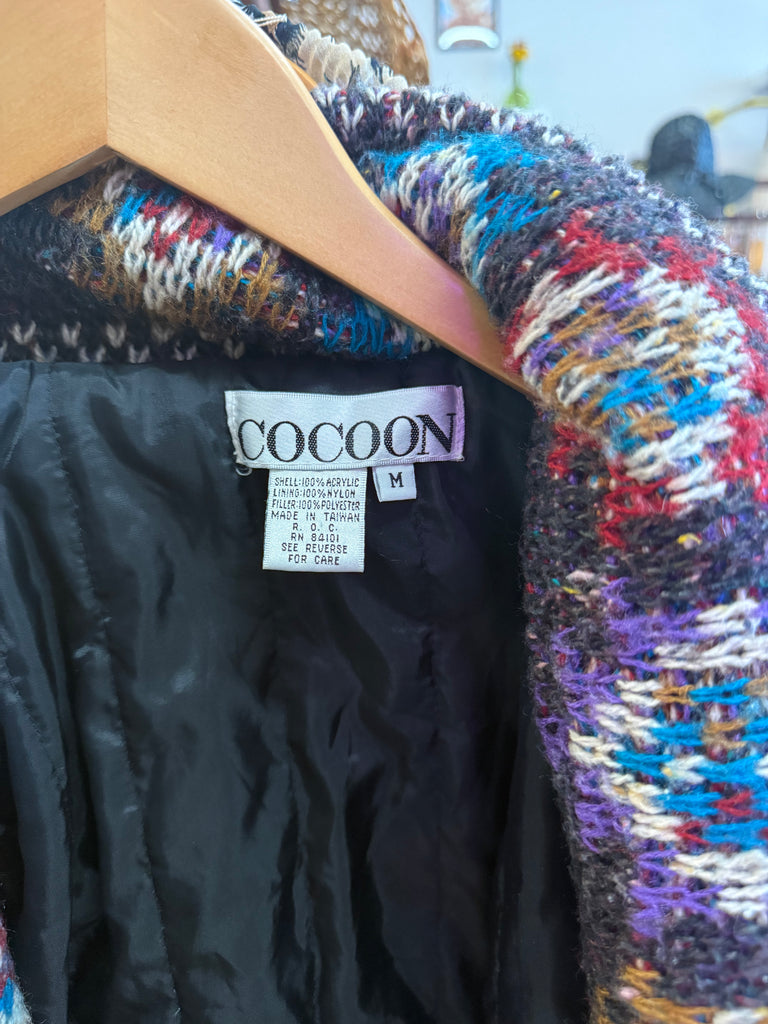 COCOON
M
SHELL:100% ACRYLIC
LINING:100% NYLON
FILLER:100% POLYESTER
MADE IN TAIWAN
R. O. C.
RN 84101
SEE REVERSE
FOR CARE